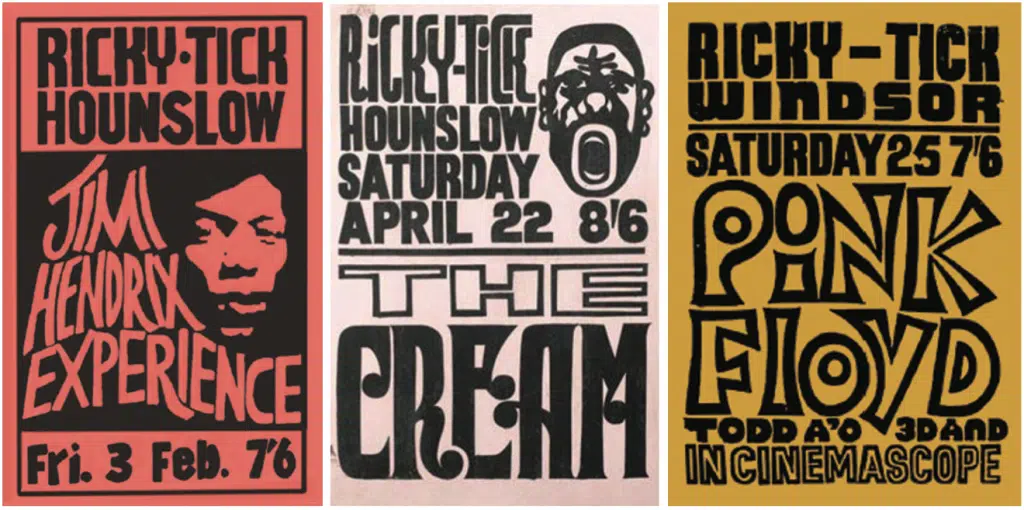 RICKY·TICK
HOUNSLOW
JIMI
HENDRIX
EXPERIENCE
Fri. 3 Feb. 7'6
RiCKY-TiCK
HOUNSLOW
SATURDAY
APRIL 22 8'6
THE
CREAM
RICKY–TICK
WINDSOR
SATURDAY 25 7'6
PiNK
FLOYD
TODD A'O 3D AND
IN CINEMASCOPE